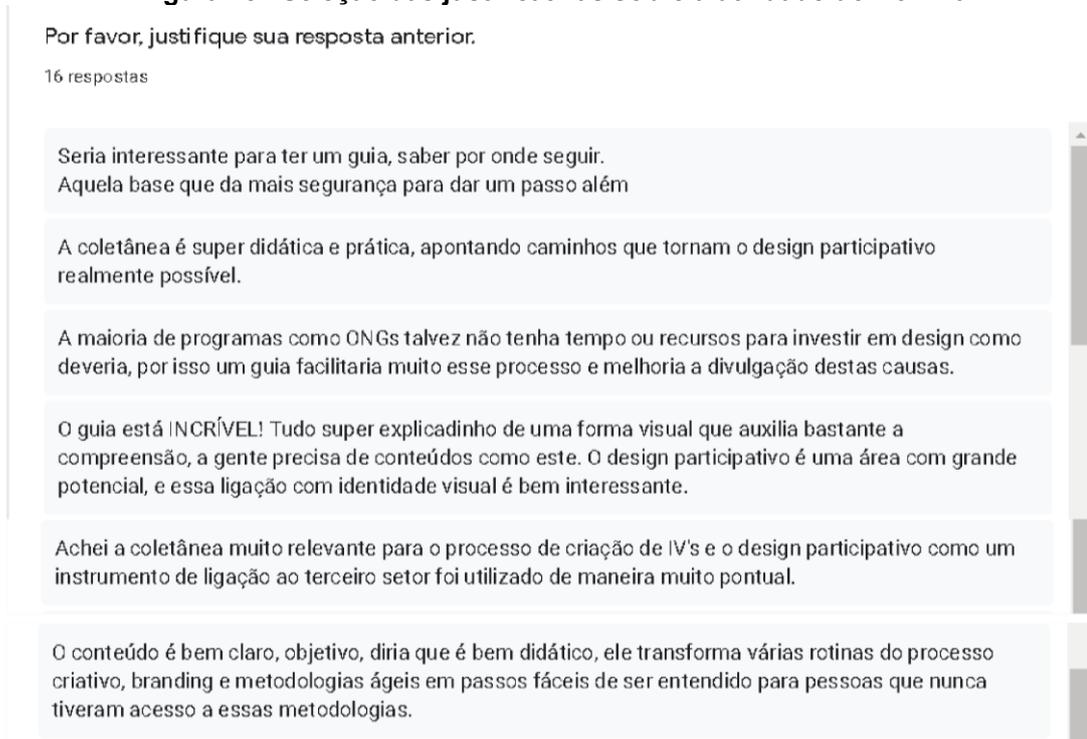 Por favor, justifique sua resposta anterior.
16 respostas
Seria interessante para ter um guia, saber por onde seguir.
Aquela base que da mais segurança para dar um passo além
A coletânea é super didática e prática, apontando caminhos que tornam o design participativo
realmente possível.
A maioria de programas como ONGs talvez não tenha tempo ou recursos para investir em design como
deveria, por isso um guia facilitaria muito esse processo e melhoria a divulgação destas causas.
O guia está INCRÍVEL! Tudo super explicadinho de uma forma visual que auxilia bastante a
compreensão, a gente precisa de conteúdos como este. O design participativo é uma área com grande
potencial, e essa ligação com identidade visual é bem interessante.
Achei a coletânea muito relevante para o processo de criação de IV's e o design participativo como um
instrumento de ligação ao terceiro setor foi utilizado de maneira muito pontual.
O conteúdo é bem claro, objetivo, diria que é bem didático, ele transforma várias rotinas do processo
criativo, branding e metodologias ágeis em passos fáceis de ser entendido para pessoas que nunca
tiveram acesso a essas metodologias.